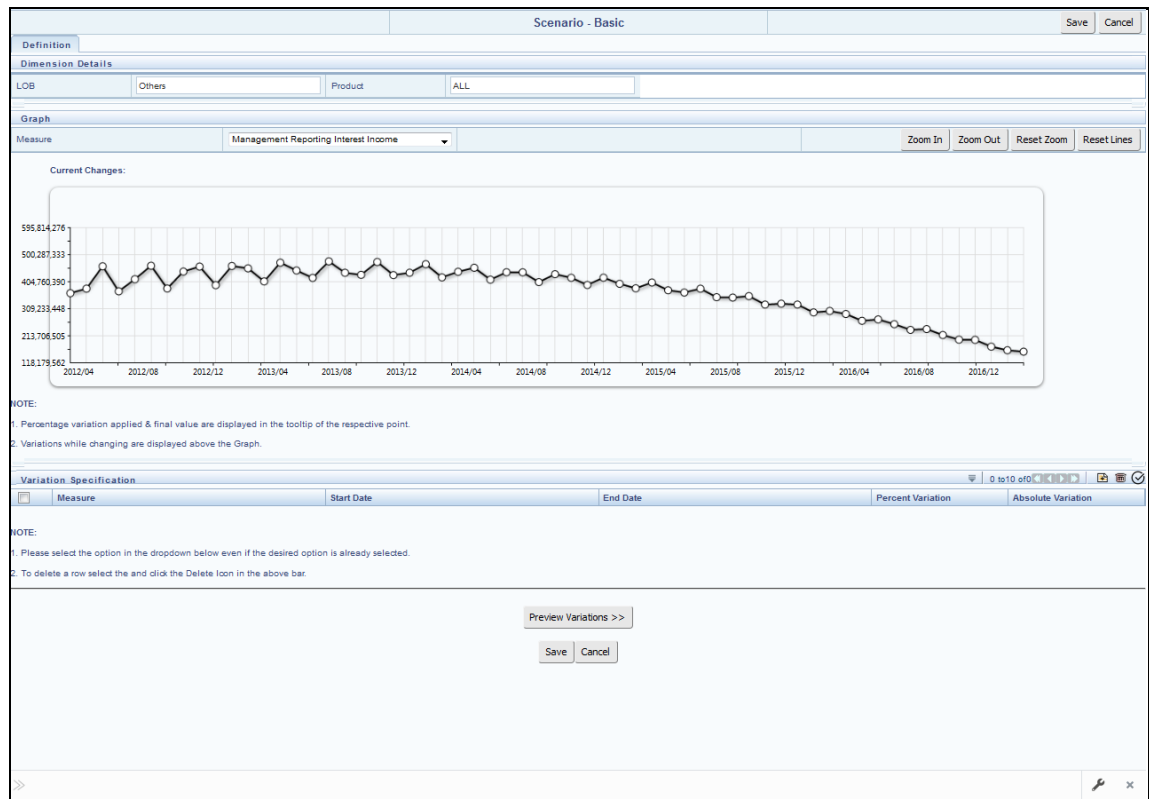 Scenario - Basic Save Cancel
Definition
Dimension Details
LOB Others Product ALL
Graph
Measure Management Reporting Interest Income Zoom In Zoom Out Reset Zoom Reset Lines
Current Changes:
595,814,276
500,287,333
404,760,390
309,233,448
213,706,505
118,179,562
2012/04 2012/08 2012/12 2013/04 2013/08 2013/12 2014/04 2014/08 2014/12 2015/04 2015/08 2015/12 2016/04 2016/08 2016/12
NOTE:
1. Percentage variation applied & final value are displayed in the tooltip of the respective point.
2. Variations while changing are displayed above the Graph.
Variation Specification 0 to10 of0
Measure Start Date End Date Percent Variation Absolute Variation
NOTE:
1. Please select the option in the dropdown below even if the desired option is already selected.
2. To delete a row select the and click the Delete Icon in the above bar.
Preview Variations >>
Save Cancel